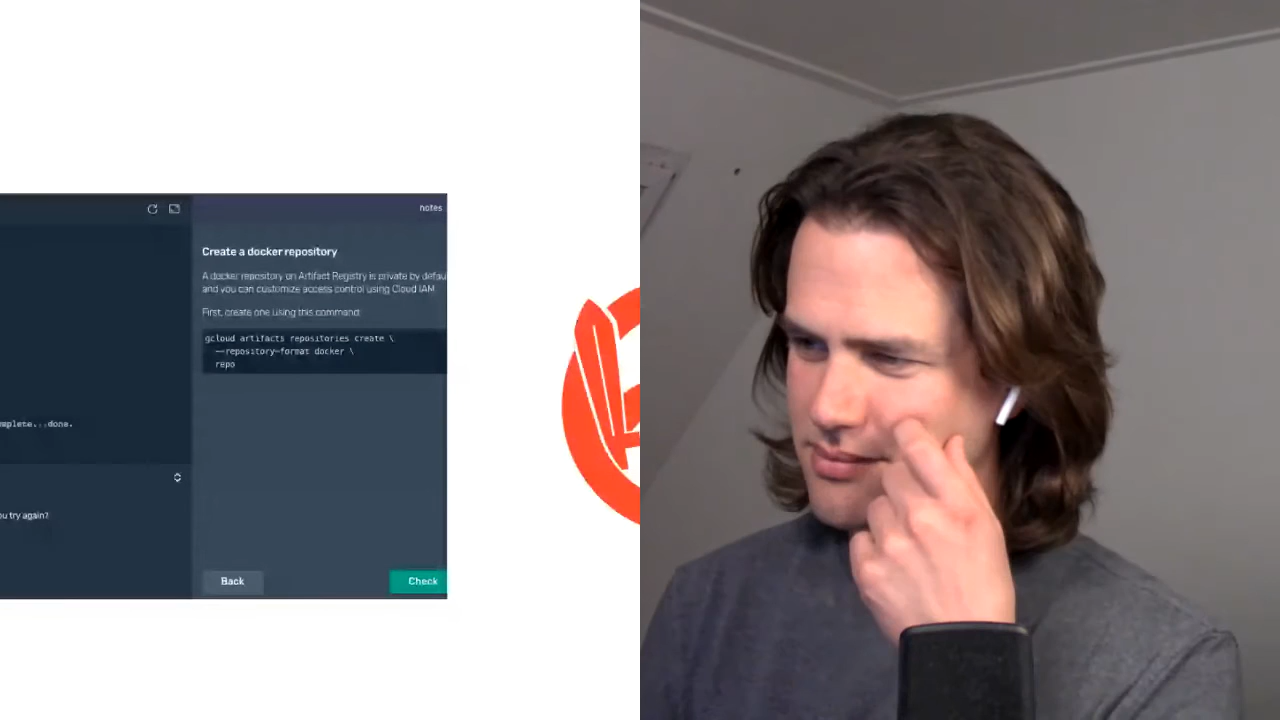 notes
Create a docker repository
A docker repository on Artifact Registry is private by defau
and you can customize access control using Cloud IAM.
First, create one using this command:
gcloud artifacts repositories create \
--repository-format docker \
repo
mplete...done.
ou try again?
Back
Check